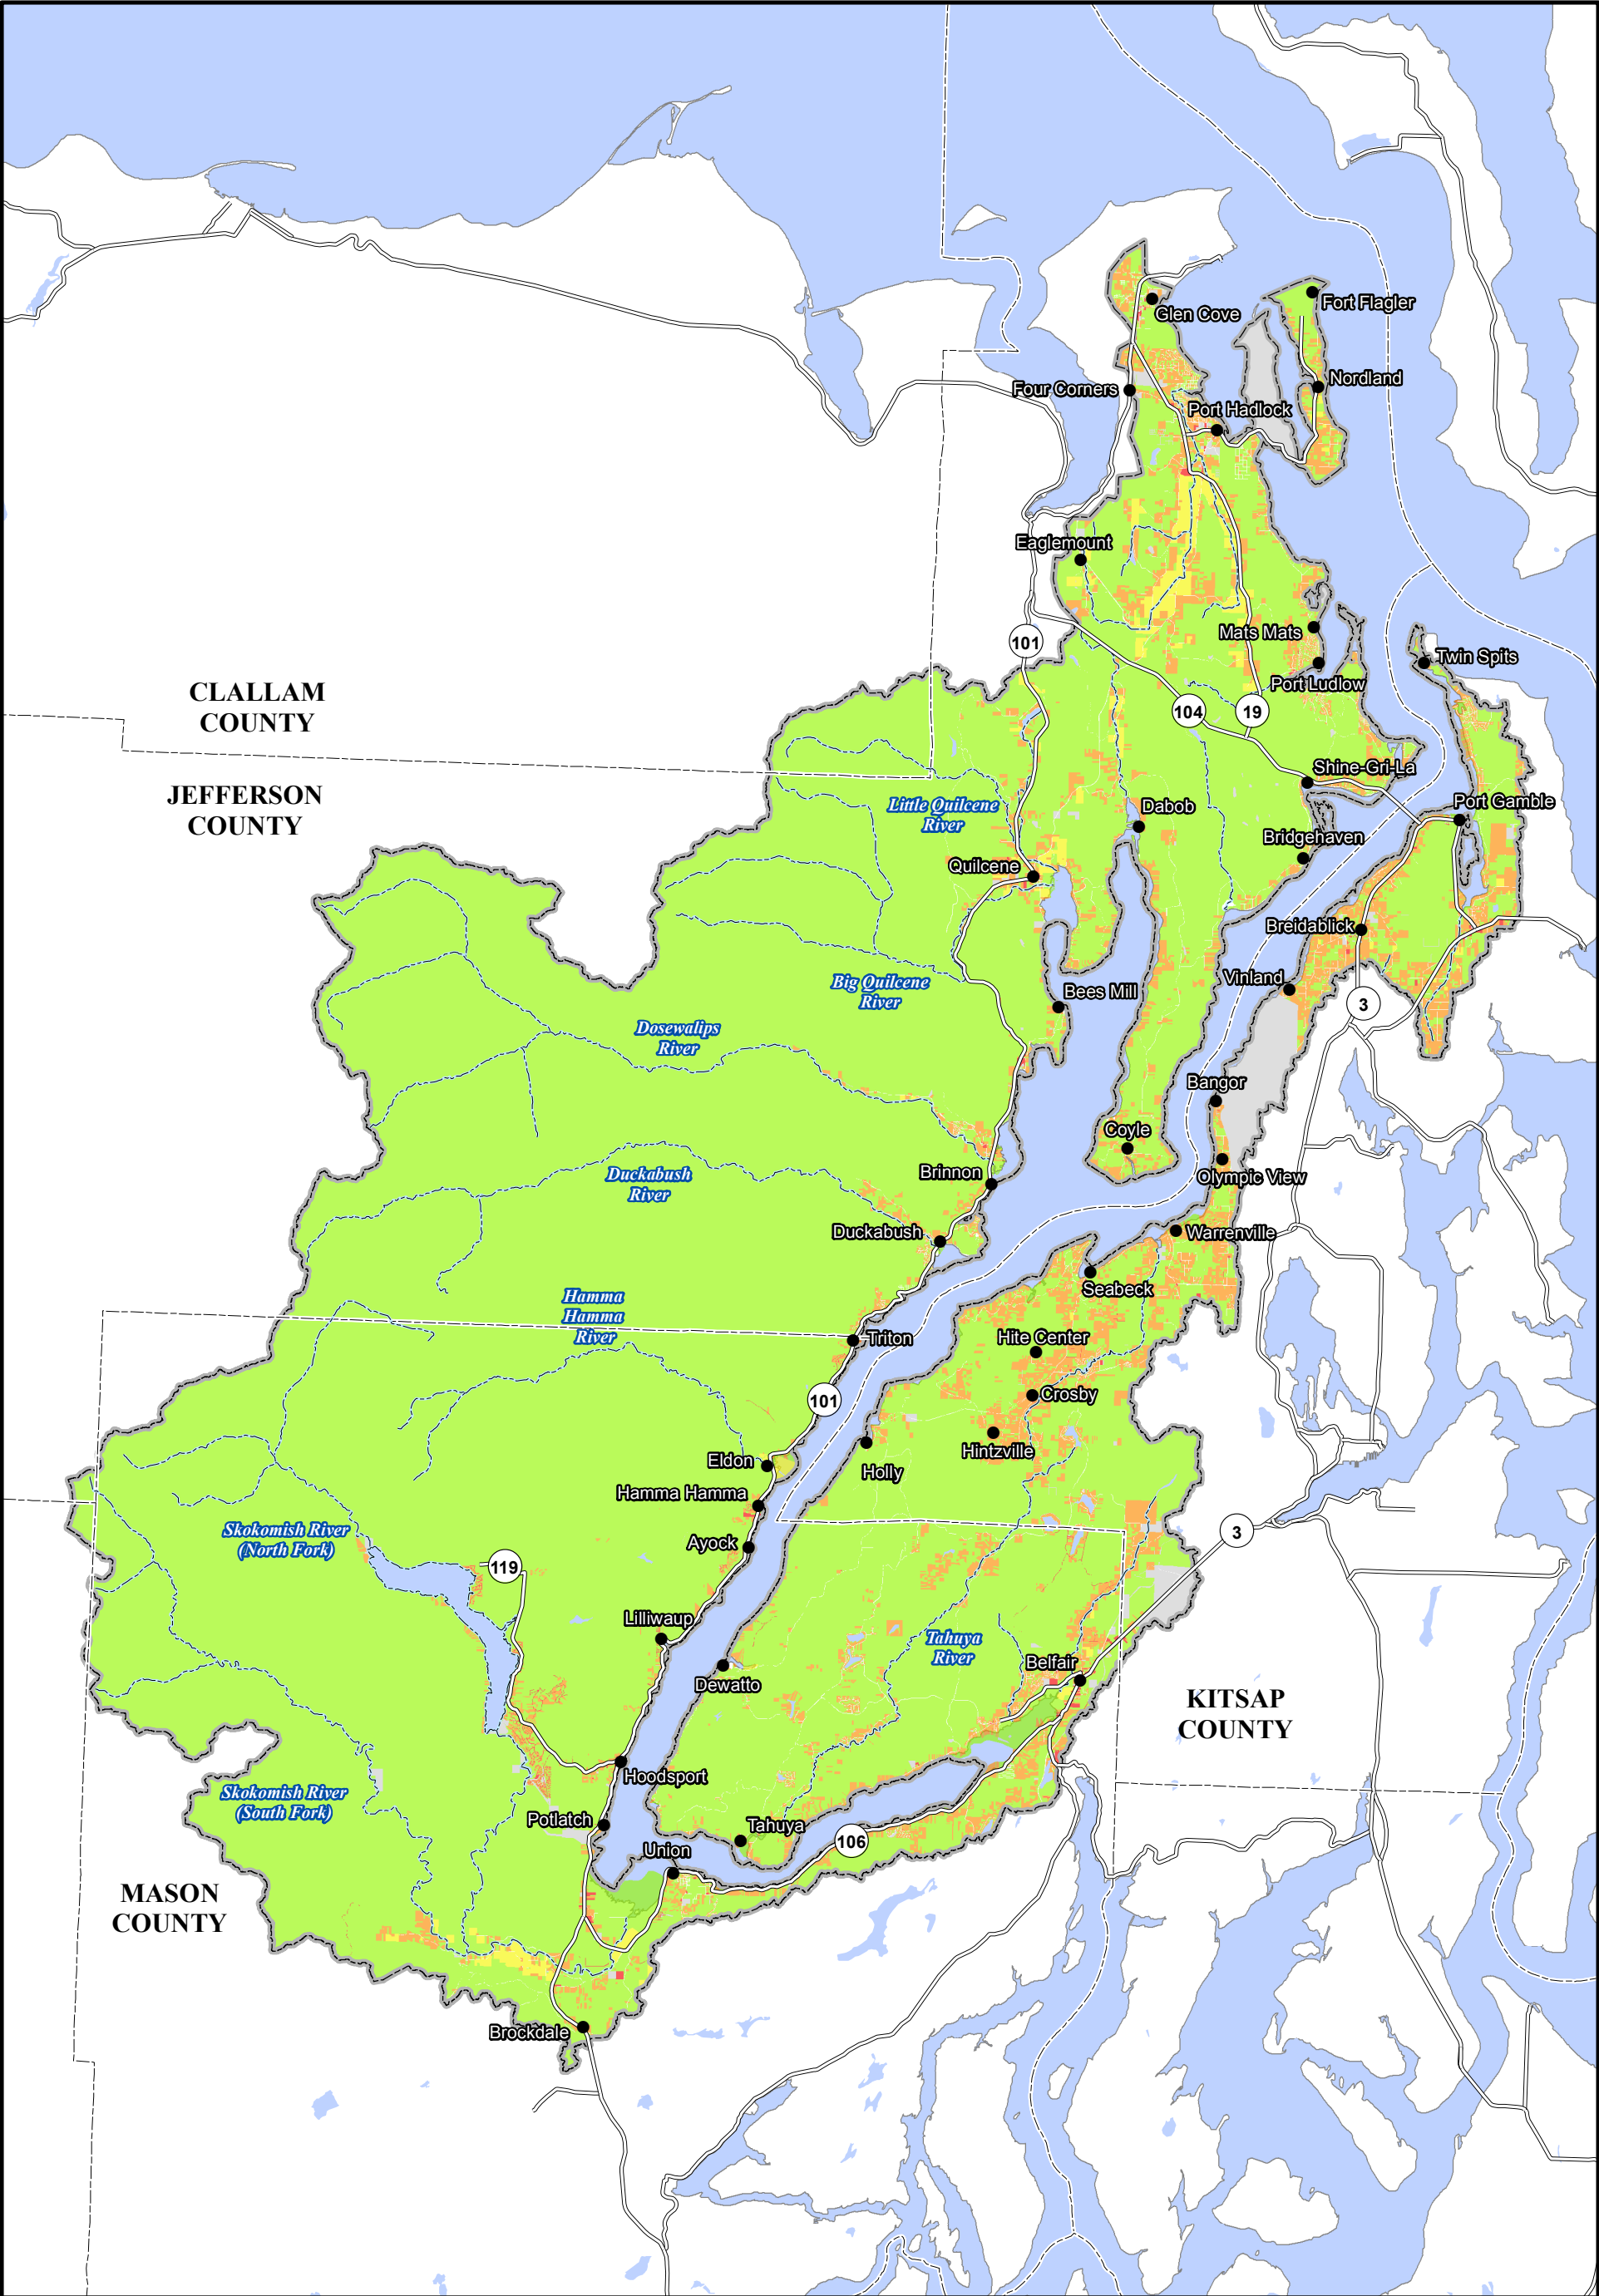 Glen Cove
Fort Flagler
Four Corners
Nordland
Port Hadlock
Eaglemount
101
Mats Mats
Twin Spits
Port Ludlow
CLALLAM
COUNTY
104
19
Shine-Gri-La
JEFFERSON
COUNTY
Little Quilcene
River
Dabob
Port Gamble
Bridgehaven
Quilcene
Breidablick
Big Quilcene
River
Vinland
Bees Mill
3
Dosewalips
River
Bangor
Coyle
Brinnon
Olympic View
Duckabush
River
Duckabush
Warrenville
Seabeck
Hamma
Hamma
River
Triton
Hite Center
101
Crosby
Hintzville
Eldon
Holly
Hamma Hamma
Skokomish River
(North Fork)
3
Ayock
119
Lilliwaup
Tahuya
River
Belfair
Dewatto
KITSAP
COUNTY
Hoodsport
Skokomish River
(South Fork)
Potlatch
Tahuya
106
Union
MASON
COUNTY
Brockdale